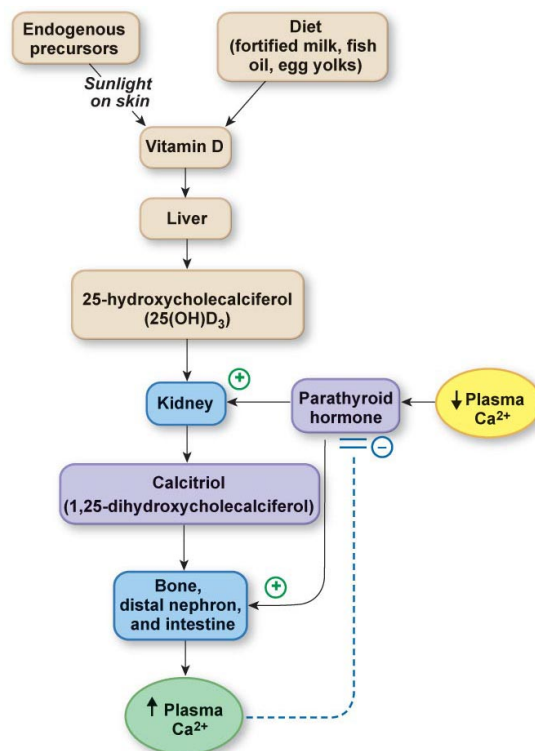 Endogenous
precursors
Diet
(fortified milk, fish
oil, egg yolks)
Sunlight
on skin
Vitamin D
Liver
25-hydroxycholecalciferol
(25(OH)D₃)
+
Kidney
Parathyroid
hormone
↓ Plasma
Ca²⁺
−
Calcitriol
(1,25-dihydroxycholecalciferol)
Bone,
distal nephron,
and intestine
+
↑ Plasma
Ca²⁺